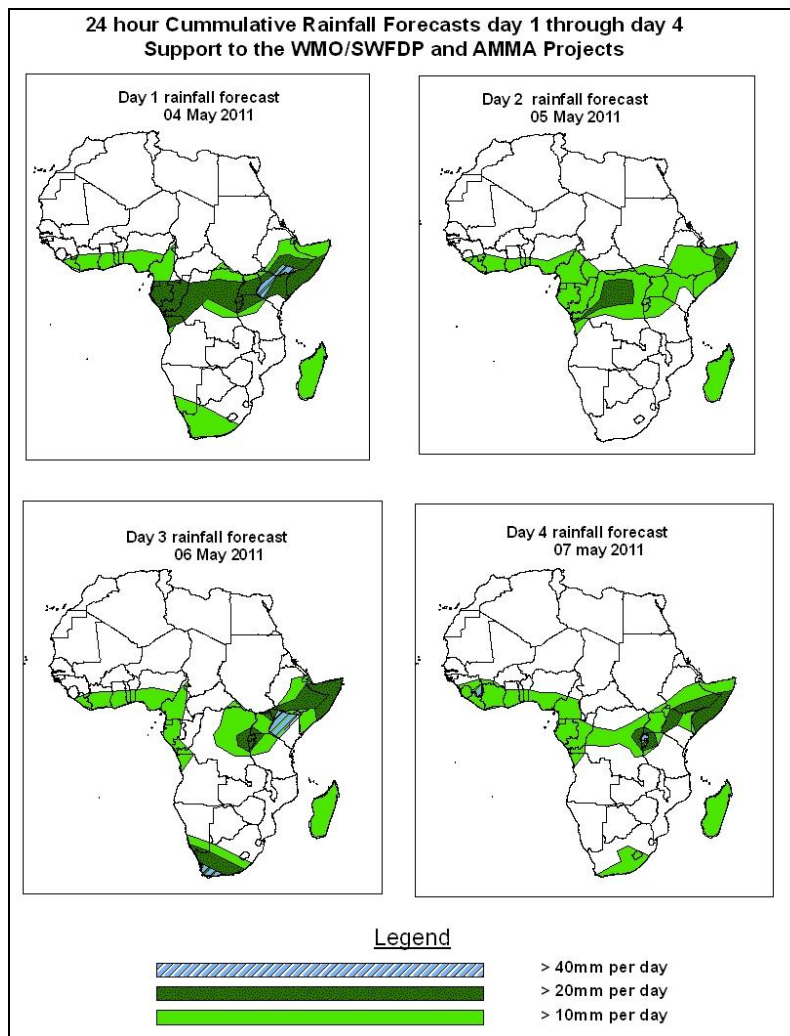 24 hour Cummulative Rainfall Forecasts day 1 through day 4
Support to the WMO/SWFDP and AMMA Projects
Day 1 rainfall forecast
04 May 2011
Day 2 rainfall forecast
05 May 2011
Day 3 rainfall forecast
06 May 2011
Day 4 rainfall forecast
07 may 2011
Legend
> 40mm per day
> 20mm per day
> 10mm per day